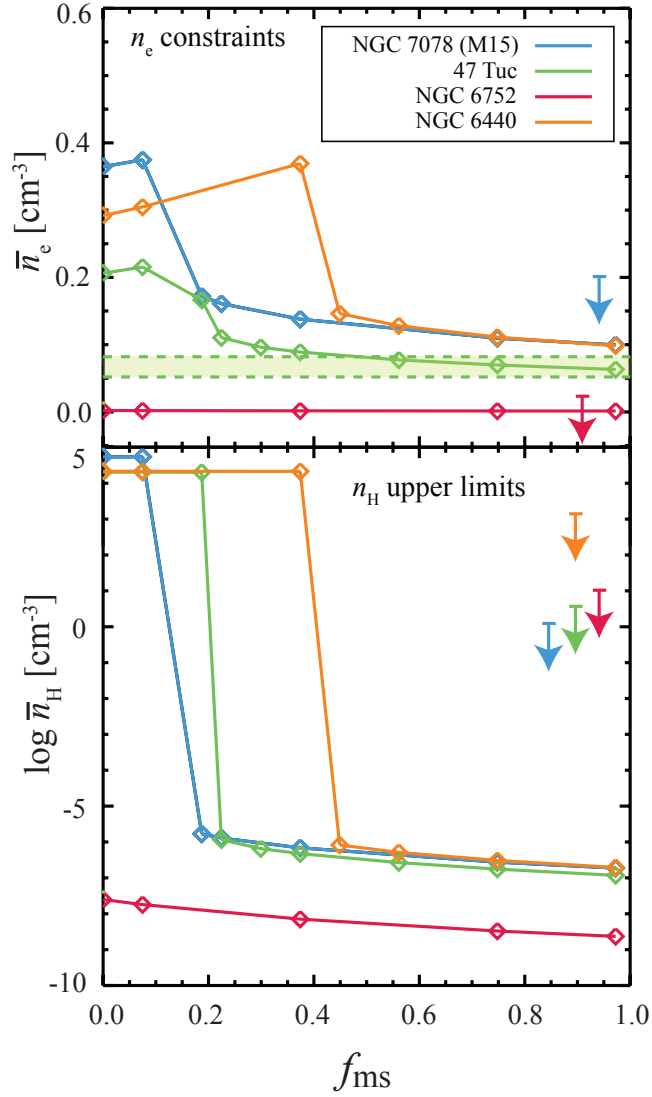 0.6
n_e constraints
NGC 7078 (M15)
47 Tuc
NGC 6752
NGC 6440
0.4
0.2
0.0
n̅_e [cm⁻³]
5
n_H upper limits
0
-5
-10
log n̅_H [cm⁻³]
0.0 0.2 0.4 0.6 0.8 1.0
f_ms